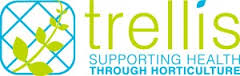 trellis
SUPPORTING HEALTH
THROUGH HORTICULTURE